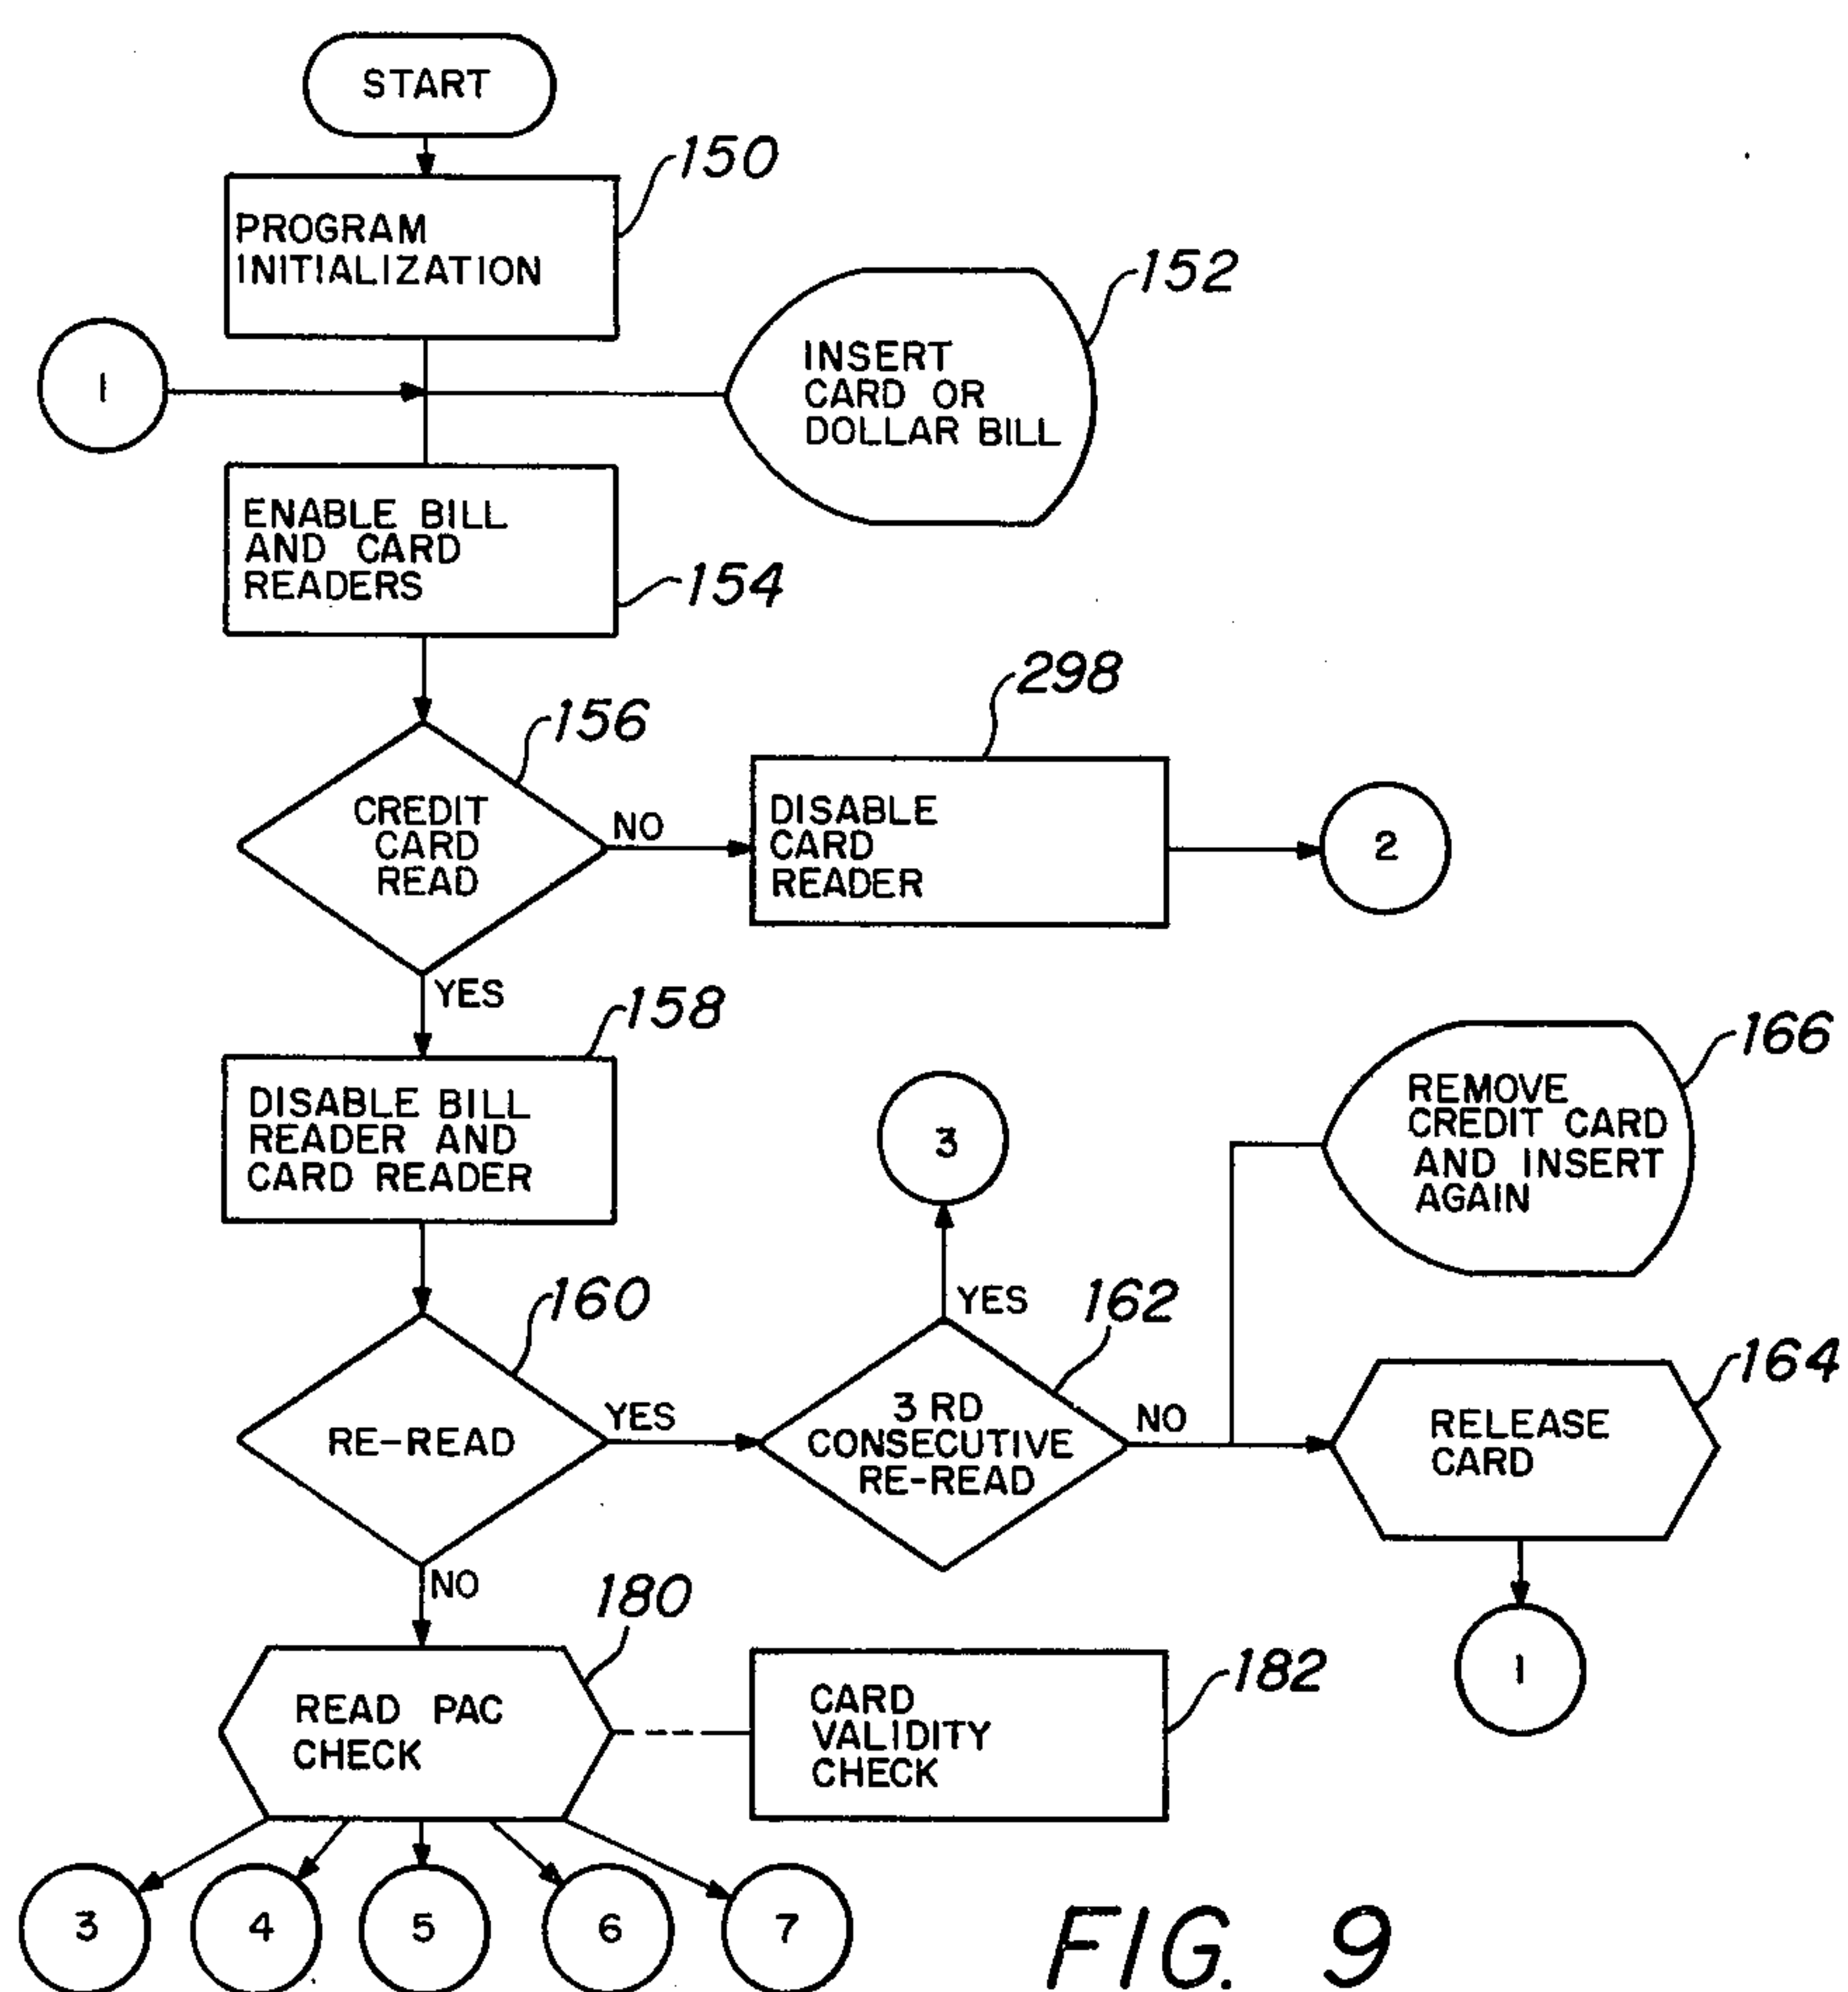 START
150
PROGRAM
INITIALIZATION
152
1
INSERT
CARD OR
DOLLAR BILL
ENABLE BILL
AND CARD
READERS
154
298
156
CREDIT
CARD
READ
NO
DISABLE
CARD
READER
2
YES
158
DISABLE BILL
READER AND
CARD READER
3
166
REMOVE
CREDIT CARD
AND INSERT
AGAIN
160
YES
162
164
RE-READ
YES
3 RD
CONSECUTIVE
RE-READ
NO
RELEASE
CARD
NO
180
1
READ PAC
CHECK
CARD
VALIDITY
CHECK
182
3
4
5
6
7
FIG. 9